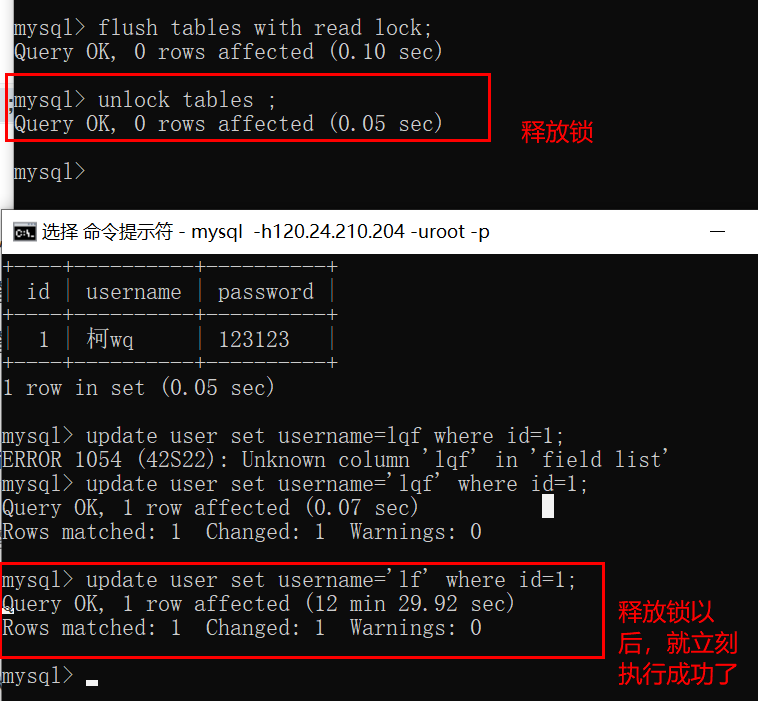 mysql> flush tables with read lock;
Query OK, 0 rows affected (0.10 sec)
mysql> unlock tables ;
Query OK, 0 rows affected (0.05 sec)
释放锁
mysql>
选择 命令提示符 - mysql  -h120.24.210.204 -uroot -p
+----+----------+----------+
| id | username | password |
+----+----------+----------+
|  1 | 柯wq     | 123123   |
+----+----------+----------+
1 row in set (0.05 sec)
mysql> update user set username=lqf where id=1;
ERROR 1054 (42S22): Unknown column 'lqf' in 'field list'
mysql> update user set username='lqf' where id=1;
Query OK, 1 row affected (0.07 sec)
Rows matched: 1  Changed: 1  Warnings: 0
mysql> update user set username='lf' where id=1;
Query OK, 1 row affected (12 min 29.92 sec)
Rows matched: 1  Changed: 1  Warnings: 0
释放锁以
后，就立刻
执行成功了
mysql>